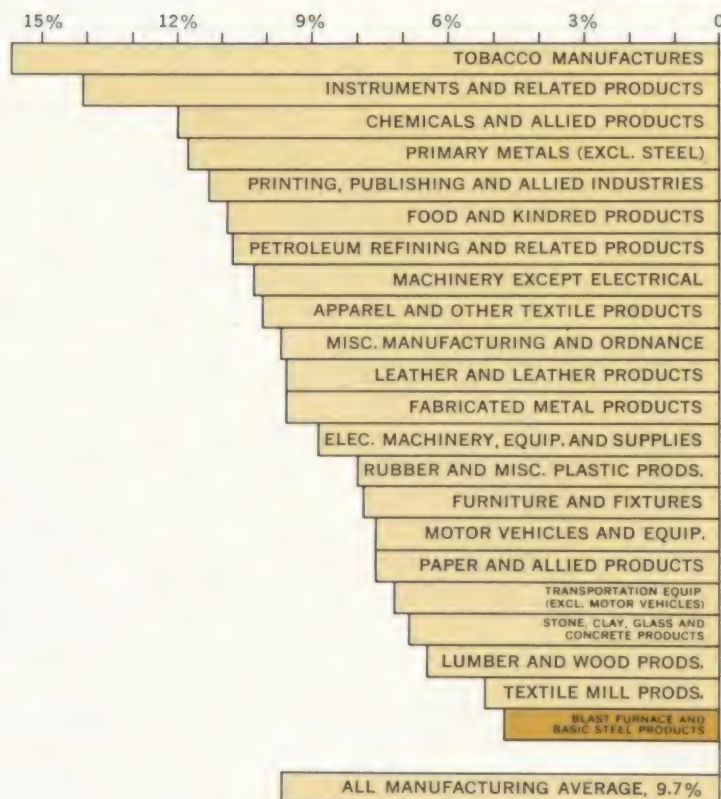 15% 12% 9% 6% 3% 0
TOBACCO MANUFACTURES
INSTRUMENTS AND RELATED PRODUCTS
CHEMICALS AND ALLIED PRODUCTS
PRIMARY METALS (EXCL. STEEL)
PRINTING, PUBLISHING AND ALLIED INDUSTRIES
FOOD AND KINDRED PRODUCTS
PETROLEUM REFINING AND RELATED PRODUCTS
MACHINERY EXCEPT ELECTRICAL
APPAREL AND OTHER TEXTILE PRODUCTS
MISC. MANUFACTURING AND ORDNANCE
LEATHER AND LEATHER PRODUCTS
FABRICATED METAL PRODUCTS
ELEC. MACHINERY, EQUIP. AND SUPPLIES
RUBBER AND MISC. PLASTIC PRODS.
FURNITURE AND FIXTURES
MOTOR VEHICLES AND EQUIP.
PAPER AND ALLIED PRODUCTS
TRANSPORTATION EQUIP
(EXCL. MOTOR VEHICLES)
STONE, CLAY, GLASS AND
CONCRETE PRODUCTS
LUMBER AND WOOD PRODS.
TEXTILE MILL PRODS.
BLAST FURNACE AND
BASIC STEEL PRODUCTS
ALL MANUFACTURING AVERAGE, 9.7%